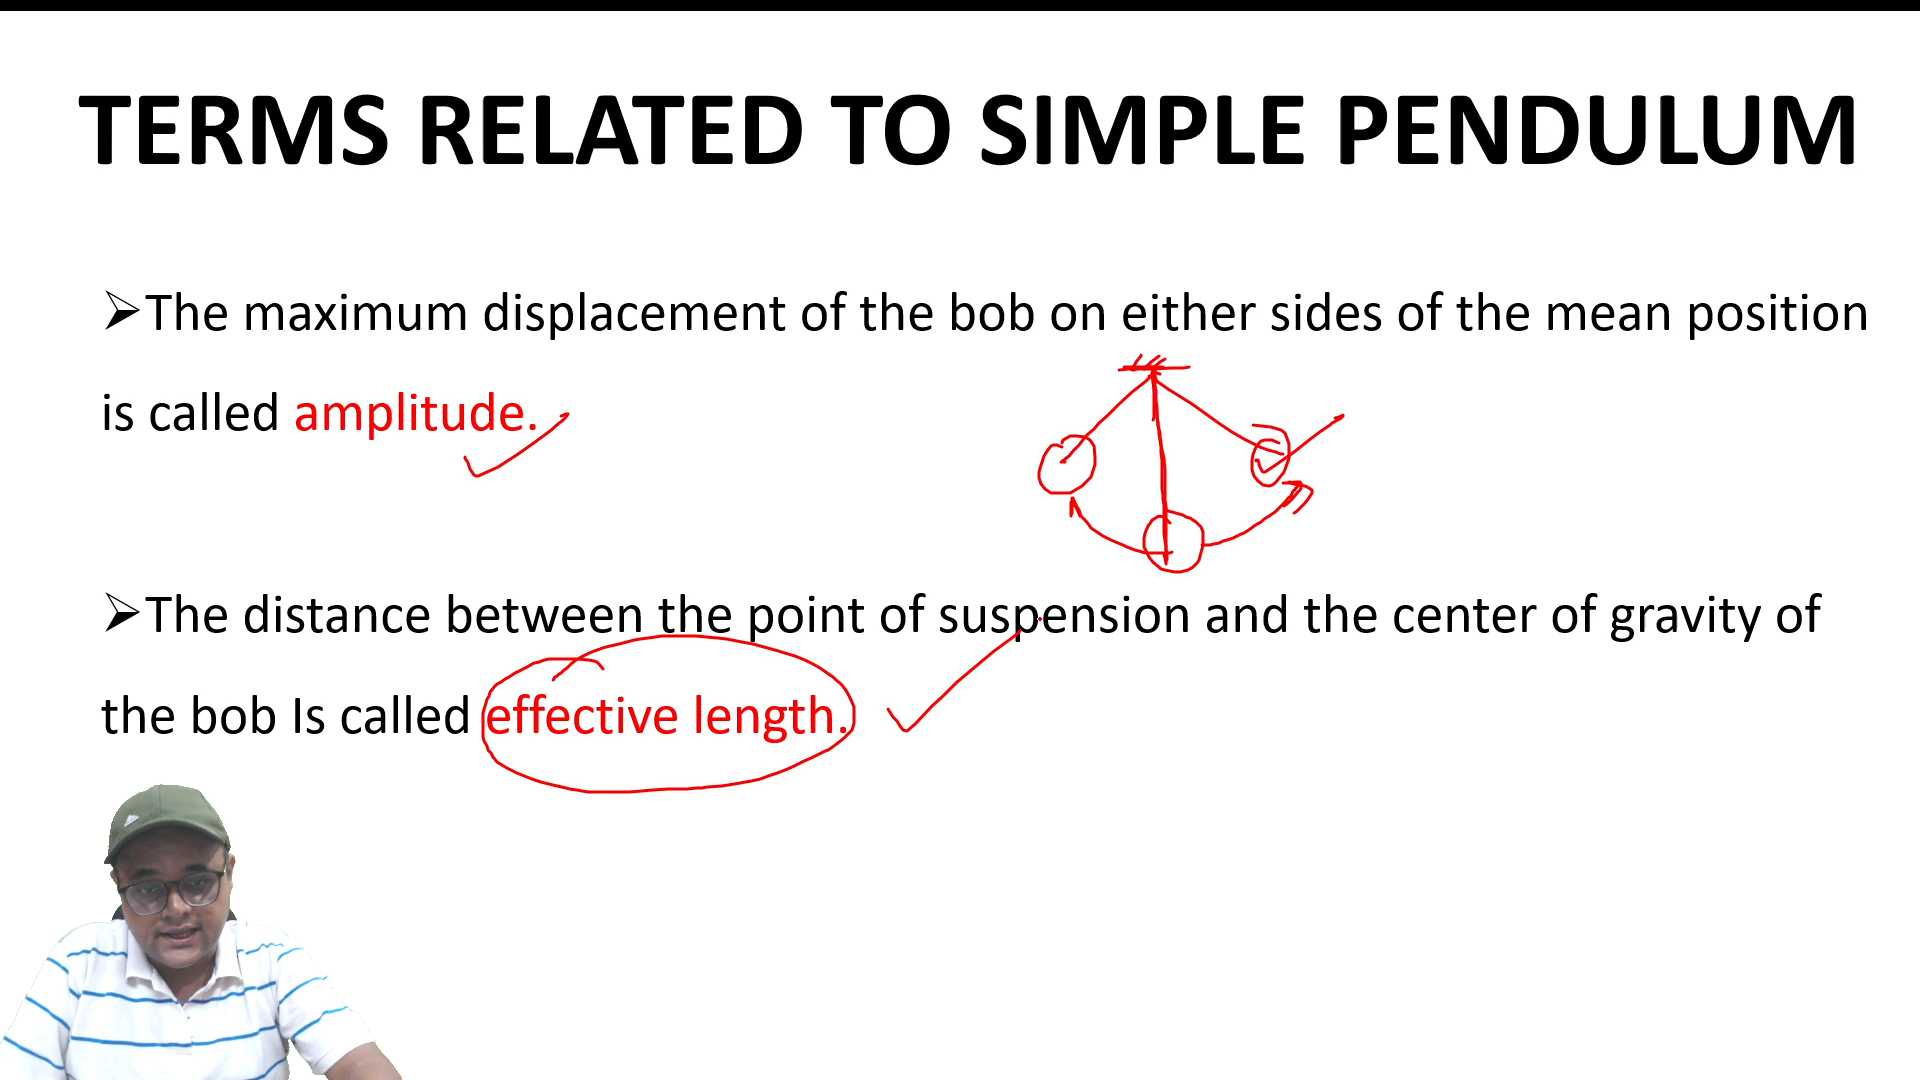 TERMS RELATED TO SIMPLE PENDULUM
➢The maximum displacement of the bob on either sides of the mean position
is called amplitude.
➢The distance between the point of suspension and the center of gravity of
the bob Is called effective length.